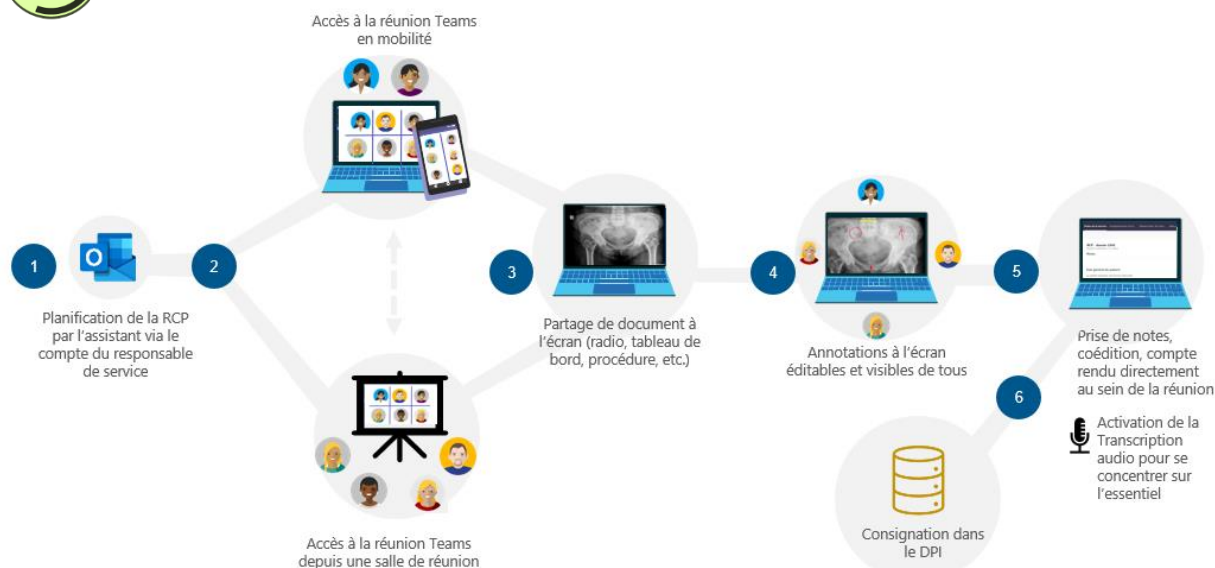 Accès à la réunion Teams
en mobilité
1
2
Planification de la RCP
par l'assistant via le
compte du responsable
de service
Accès à la réunion Teams
depuis une salle de réunion
3
Partage de document à
l'écran (radio, tableau de
bord, procédure, etc.)
4
Annotations à l'écran
éditables et visibles de tous
5
Prise de notes,
coédition, compte
rendu directement
au sein de la réunion
Activation de la
Transcription
audio pour se
concentrer sur
l'essentiel
6
Consignation dans
le DPI